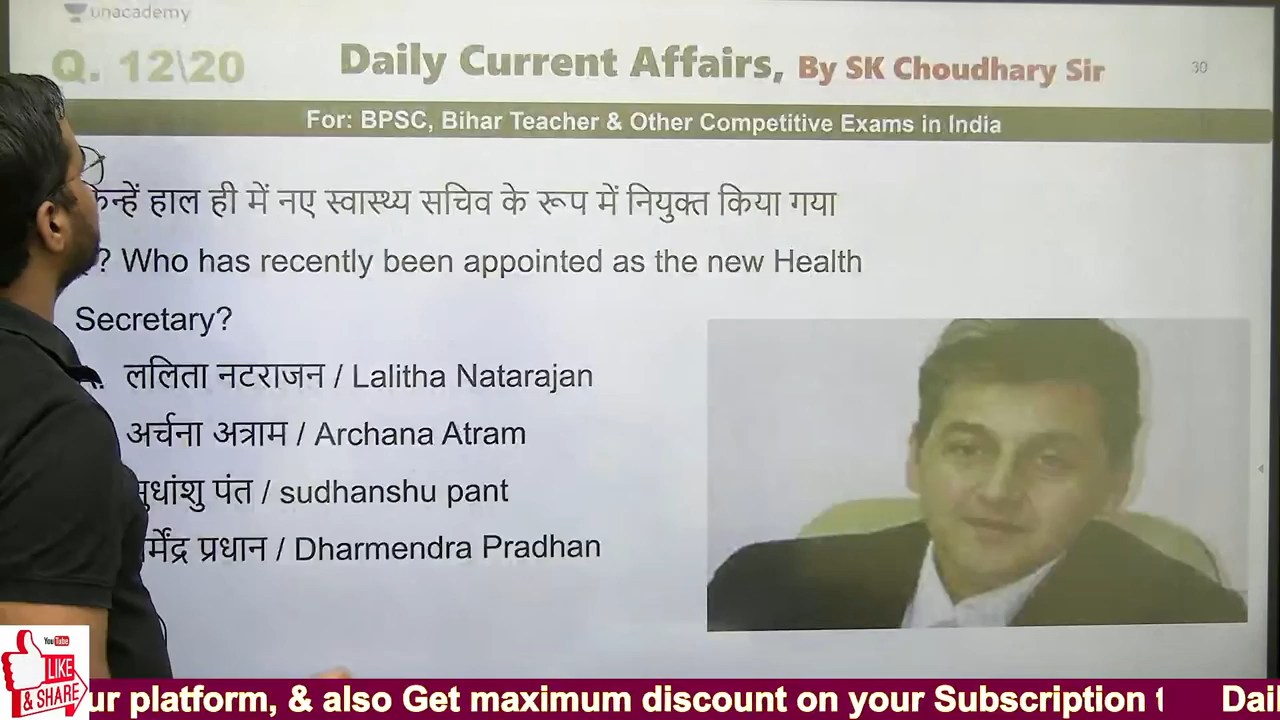 unacademy
Q. 12\20
Daily Current Affairs, By SK Choudhary Sir
30
For: BPSC, Bihar Teacher & Other Competitive Exams in India
हाल ही में नए स्वास्थ्य सचिव के रूप में नियुक्त किया गया
? Who has recently been appointed as the new Health
Secretary?
ललिता नटराजन / Lalitha Natarajan
अर्चना अत्राम / Archana Atram
पंत / sudhanshu pant
प्रधान / Dharmendra Pradhan
YouTube
LIKE
& SHARE
platform, & also Get maximum discount on your Subscription